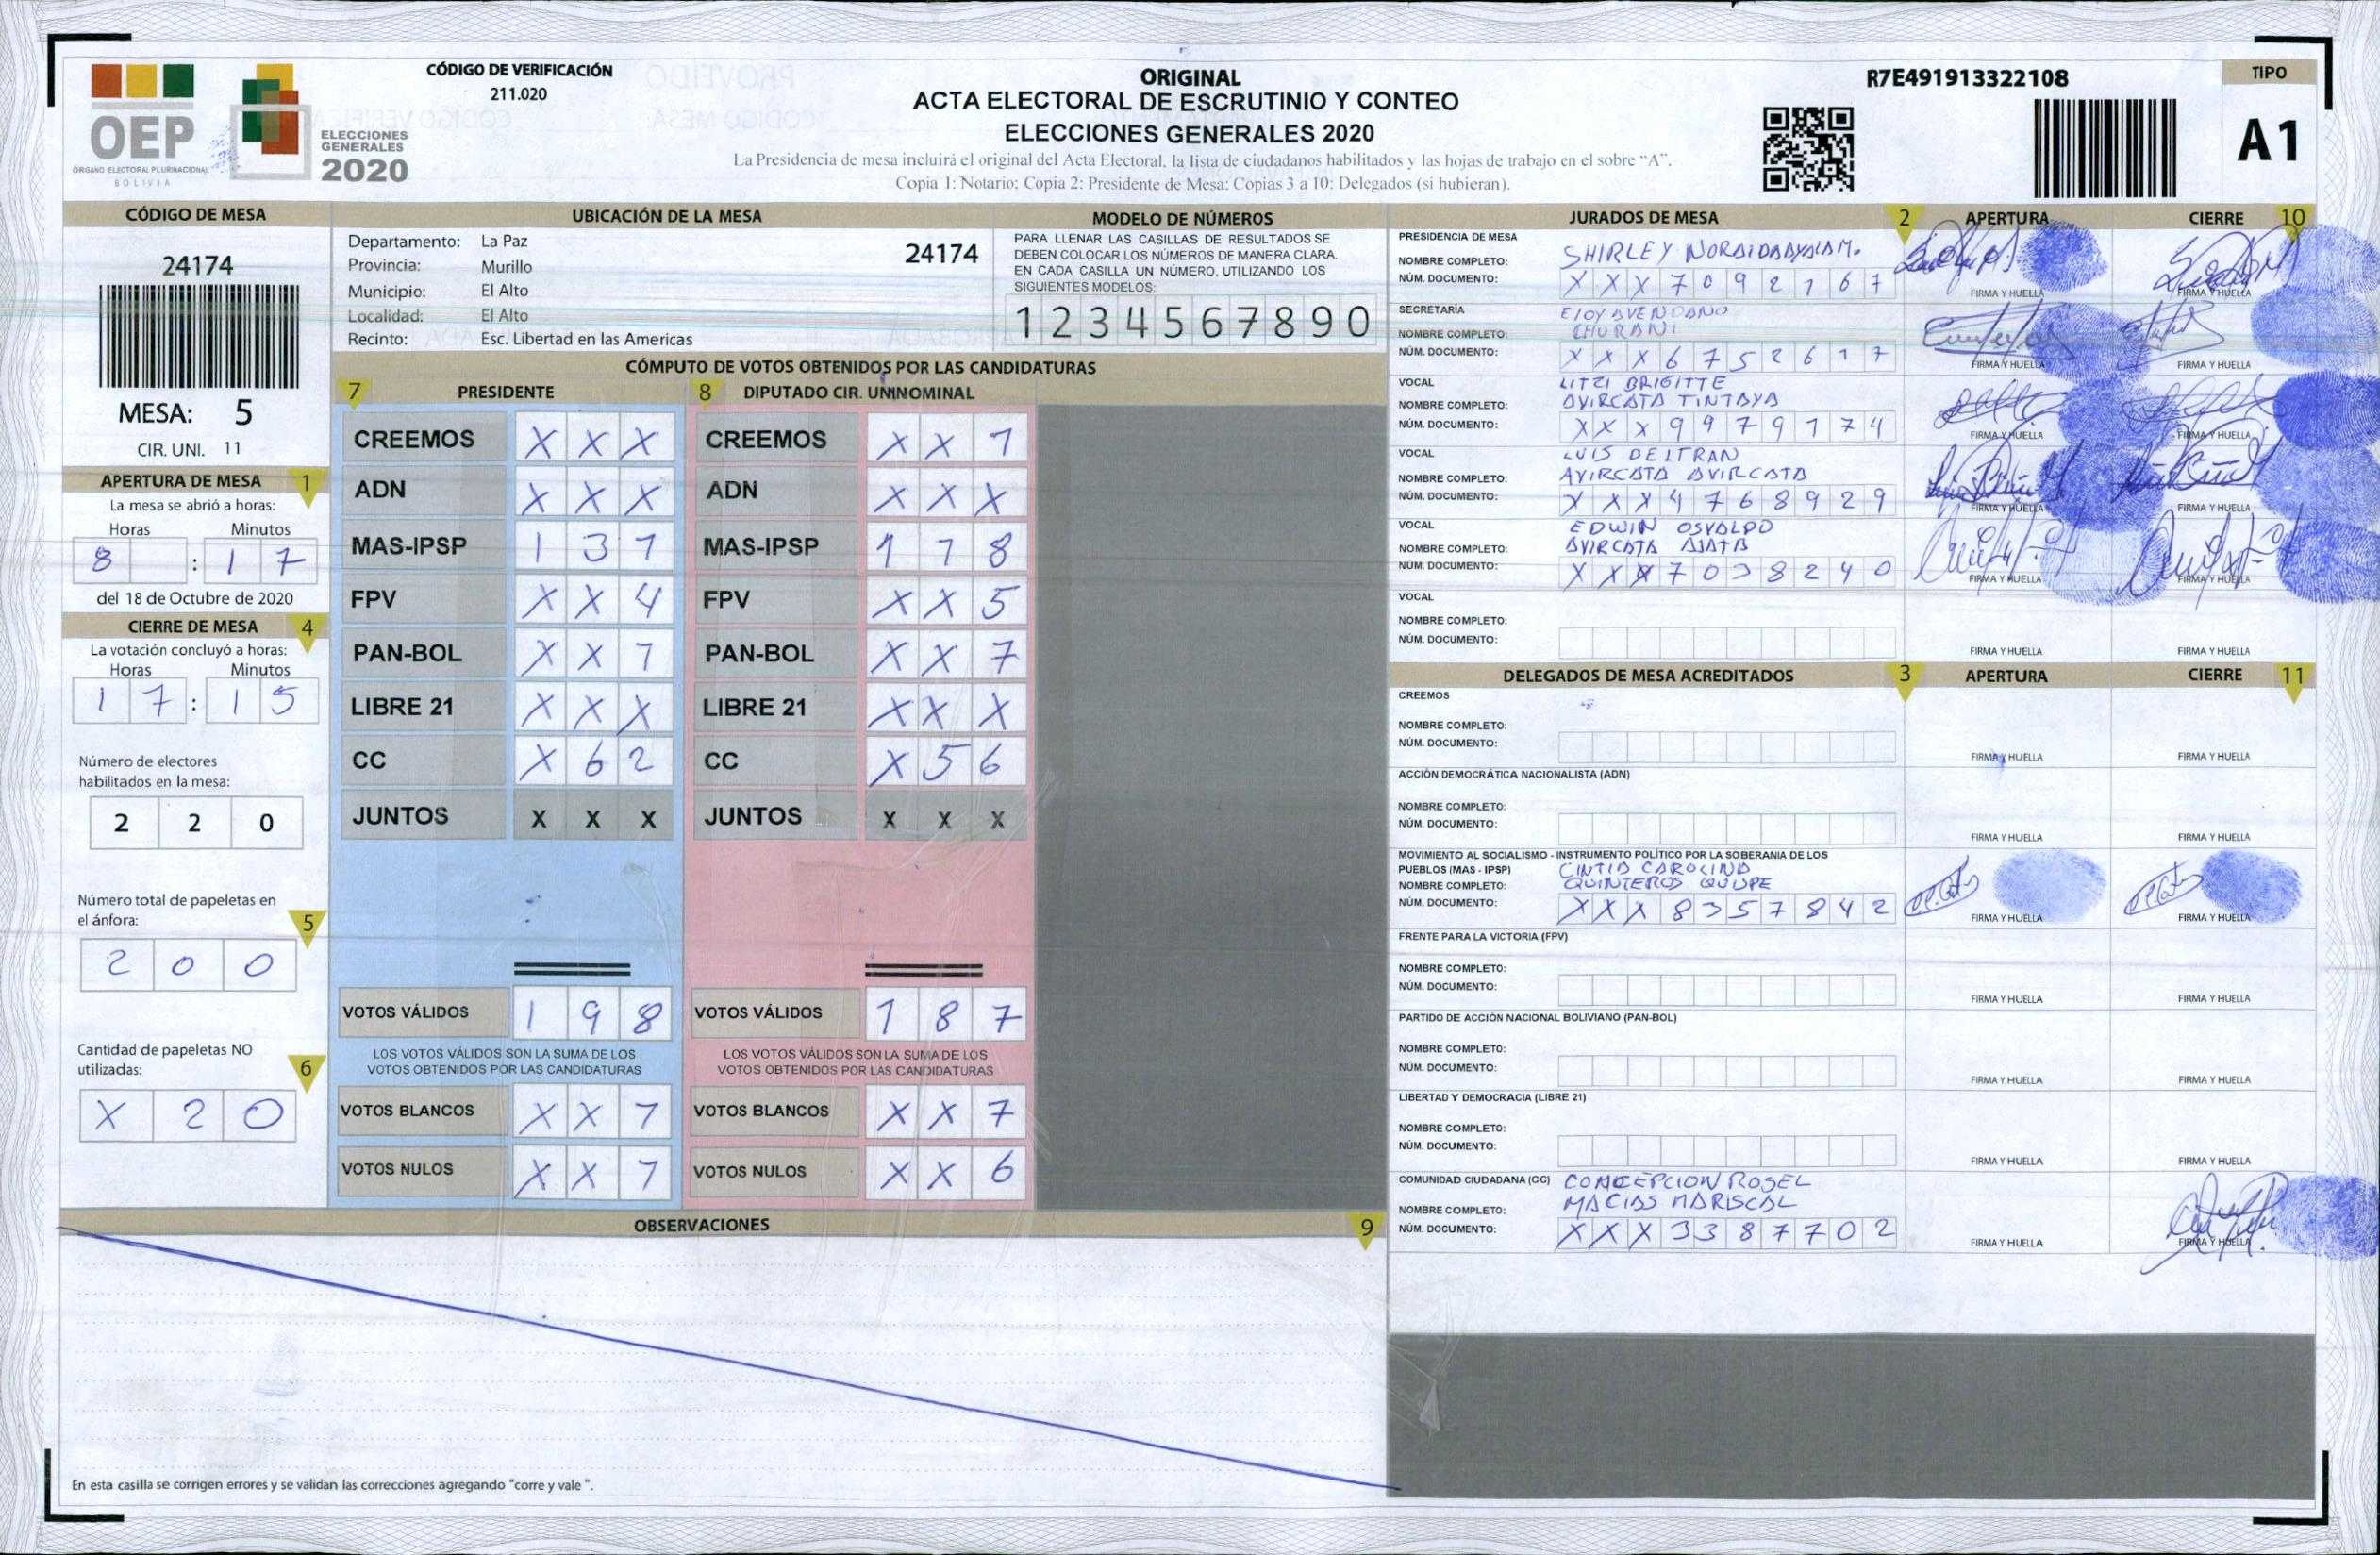 CÓDIGO DE VERIFICACIÓN
211.020
OEP
ÓRGANO ELECTORAL PLURINACIONAL
BOLIVIA
ELECCIONES
GENERALES
2020
ORIGINAL
ACTA ELECTORAL DE ESCRUTINIO Y CONTEO
ELECCIONES GENERALES 2020
La Presidencia de mesa incluirá el original del Acta Electoral, la lista de ciudadanos habilitados y las hojas de trabajo en el sobre "A".
Copia 1: Notario; Copia 2: Presidente de Mesa; Copias 3 a 10: Delegados (si hubieran).
R7E491913322108
TIPO
A1
CÓDIGO DE MESA
24174
MESA: 5
CIR. UNI. 11
APERTURA DE MESA 1
La mesa se abrió a horas:
Horas Minutos
8 : 1 7
del 18 de Octubre de 2020
CIERRE DE MESA 4
La votación concluyó a horas:
Horas Minutos
1 7 : 1 5
Número de electores
habilitados en la mesa:
2 2 0
Número total de papeletas en
el ánfora: 5
2 0 0
Cantidad de papeletas NO
utilizadas: 6
X 2 0
UBICACIÓN DE LA MESA
Departamento: La Paz 24174
Provincia: Murillo
Municipio: El Alto
Localidad: El Alto
Recinto: Esc. Libertad en las Americas
MODELO DE NÚMEROS
PARA LLENAR LAS CASILLAS DE RESULTADOS SE
DEBEN COLOCAR LOS NÚMEROS DE MANERA CLARA.
EN CADA CASILLA UN NÚMERO, UTILIZANDO LOS
SIGUIENTES MODELOS:
1 2 3 4 5 6 7 8 9 0
CÓMPUTO DE VOTOS OBTENIDOS POR LAS CANDIDATURAS
7 PRESIDENTE
CREEMOS X X X
ADN X X X
MAS-IPSP 1 3 1
FPV X X 4
PAN-BOL X X 1
LIBRE 21 X X X
CC X 6 2
JUNTOS X X X
VOTOS VÁLIDOS 1 9 8
LOS VOTOS VÁLIDOS SON LA SUMA DE LOS
VOTOS OBTENIDOS POR LAS CANDIDATURAS
VOTOS BLANCOS X X 1
VOTOS NULOS X X 1
8 DIPUTADO CIR. UNINOMINAL
CREEMOS X X 1
ADN X X X
MAS-IPSP 1 1 8
FPV X X 5
PAN-BOL X X 7
LIBRE 21 X X X
CC X 5 6
JUNTOS X X X
VOTOS VÁLIDOS 1 8 7
LOS VOTOS VÁLIDOS SON LA SUMA DE LOS
VOTOS OBTENIDOS POR LAS CANDIDATURAS
VOTOS BLANCOS X X 7
VOTOS NULOS X X 6
OBSERVACIONES 9
En esta casilla se corrigen errores y se validan las correcciones agregando "corre y vale".
JURADOS DE MESA 2 APERTURA CIERRE 10
PRESIDENCIA DE MESA
NOMBRE COMPLETO: SHIRLEY
NÚM. DOCUMENTO: X X X 7 0 9 2 1 6 7
FIRMA Y HUELLA FIRMA Y HUELLA
SECRETARÍA
ELOY AVENDAÑO
NOMBRE COMPLETO: CHURANI
NÚM. DOCUMENTO: X X X 6 7 5 2 6 1 7
FIRMA Y HUELLA FIRMA Y HUELLA
VOCAL LITZI BRIGITTE
NOMBRE COMPLETO: AVIRCATA TINTAYA
NÚM. DOCUMENTO: X X X 9 9 7 9 1 7 4
FIRMA Y HUELLA FIRMA Y HUELLA
VOCAL LUIS BELTRAN
NOMBRE COMPLETO: AVIRCATA AVIRCATA
NÚM. DOCUMENTO: X X X 4 7 6 8 9 2 9
FIRMA Y HUELLA FIRMA Y HUELLA
VOCAL EDWIN OSVALDO
NOMBRE COMPLETO: AVIRCATA AJATA
NÚM. DOCUMENTO: X X X 7 0 3 8 2 4 0
FIRMA Y HUELLA FIRMA Y HUELLA
VOCAL
NOMBRE COMPLETO:
NÚM. DOCUMENTO:
FIRMA Y HUELLA FIRMA Y HUELLA
DELEGADOS DE MESA ACREDITADOS 3 APERTURA CIERRE 11
CREEMOS
NOMBRE COMPLETO:
NÚM. DOCUMENTO:
FIRMA Y HUELLA FIRMA Y HUELLA
ACCIÓN DEMOCRÁTICA NACIONALISTA (ADN)
NOMBRE COMPLETO:
NÚM. DOCUMENTO:
FIRMA Y HUELLA FIRMA Y HUELLA
MOVIMIENTO AL SOCIALISMO - INSTRUMENTO POLÍTICO POR LA SOBERANIA DE LOS
PUEBLOS (MAS - IPSP) CINTIA CAROLINA
NOMBRE COMPLETO: QUINTEROS QUUPE
NÚM. DOCUMENTO: X X X 8 3 5 7 8 4 2
FIRMA Y HUELLA FIRMA Y HUELLA
FRENTE PARA LA VICTORIA (FPV)
NOMBRE COMPLETO:
NÚM. DOCUMENTO:
FIRMA Y HUELLA FIRMA Y HUELLA
PARTIDO DE ACCIÓN NACIONAL BOLIVIANO (PAN-BOL)
NOMBRE COMPLETO:
NÚM. DOCUMENTO:
FIRMA Y HUELLA FIRMA Y HUELLA
LIBERTAD Y DEMOCRACIA (LIBRE 21)
NOMBRE COMPLETO:
NÚM. DOCUMENTO:
FIRMA Y HUELLA FIRMA Y HUELLA
COMUNIDAD CIUDADANA (CC) CONCEPCION ROSEL
NOMBRE COMPLETO: MACIAS MARISCAL
NÚM. DOCUMENTO: X X X 3 3 8 7 7 0 2
FIRMA Y HUELLA FIRMA Y HUELLA